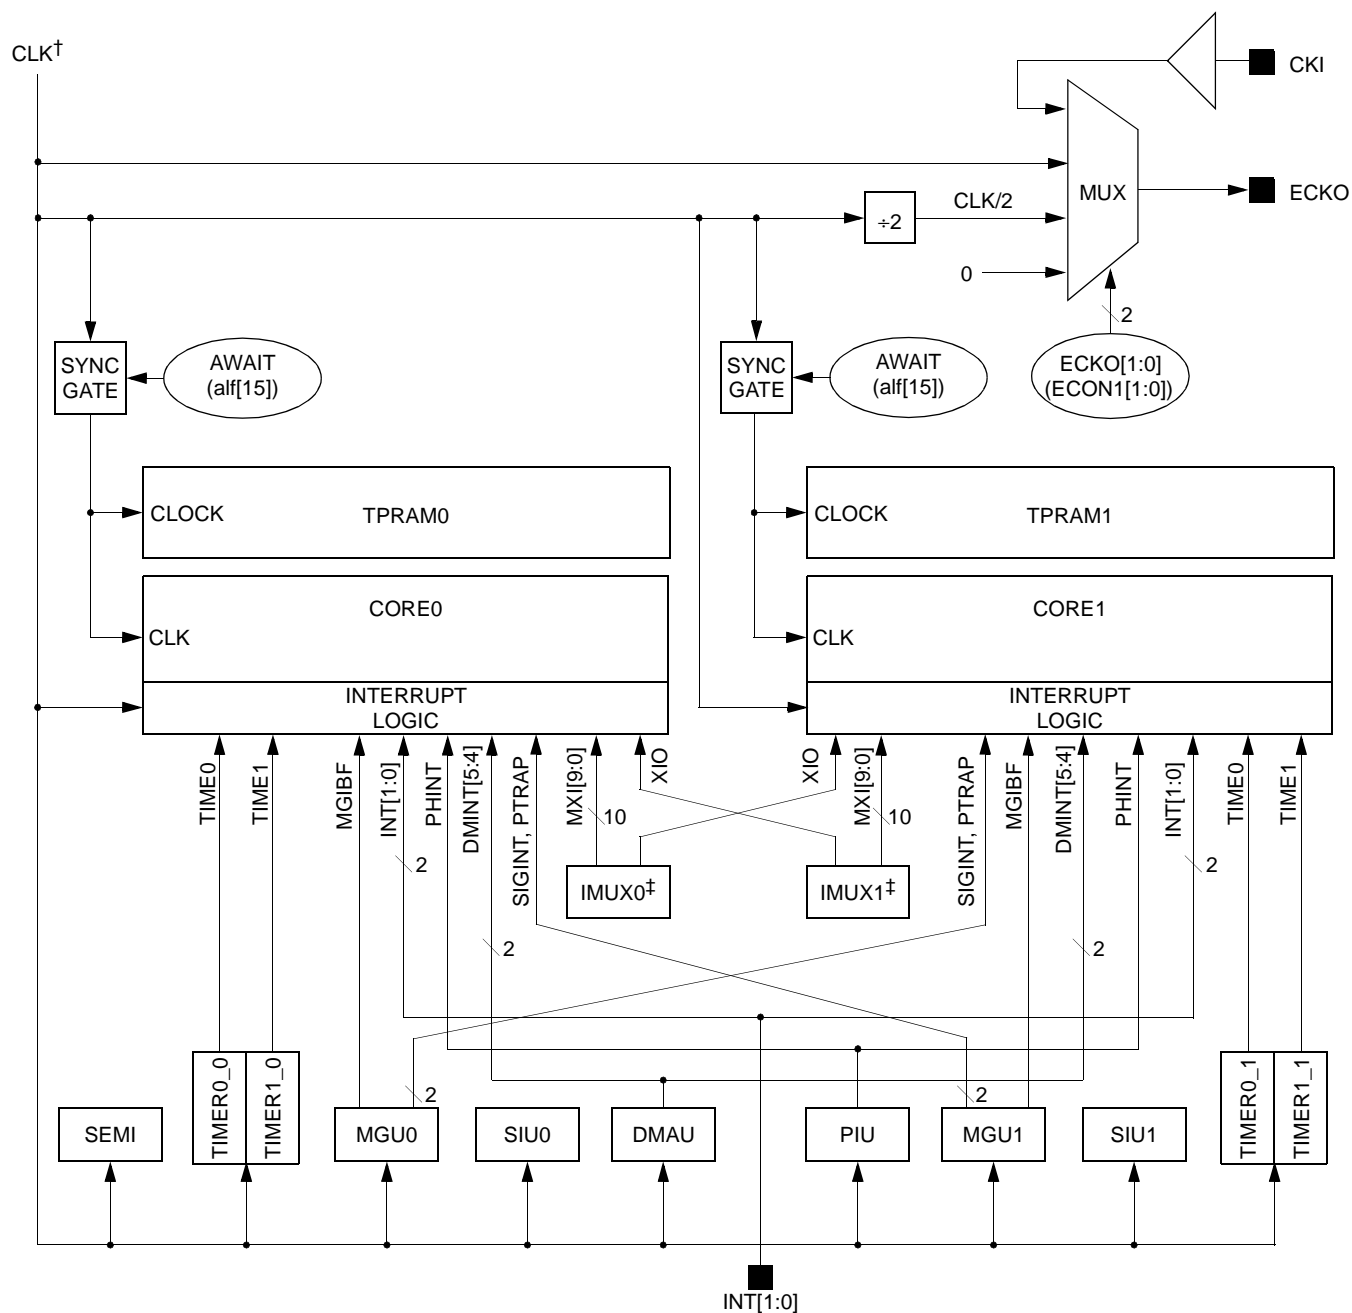 CLK†
CKI
MUX
ECKO
÷2
CLK/2
0
2
SYNC
GATE
AWAIT
(alf[15])
SYNC
GATE
AWAIT
(alf[15])
ECKO[1:0]
(ECON1[1:0])
CLOCK
TPRAM0
CLOCK
TPRAM1
CORE0
CLK
INTERRUPT
LOGIC
CORE1
CLK
INTERRUPT
LOGIC
TIME0
TIME1
MGIBF
INT[1:0]
2
PHINT
DMINT[5:4]
2
SIGINT, PTRAP
MXI[9:0]
10
XIO
XIO
MXI[9:0]
10
SIGINT, PTRAP
MGIBF
DMINT[5:4]
2
PHINT
INT[1:0]
2
TIME0
TIME1
IMUX0‡
IMUX1‡
SEMI
TIMER0_0
TIMER1_0
2
MGU0
SIU0
DMAU
PIU
2
MGU1
SIU1
TIMER0_1
TIMER1_1
INT[1:0]